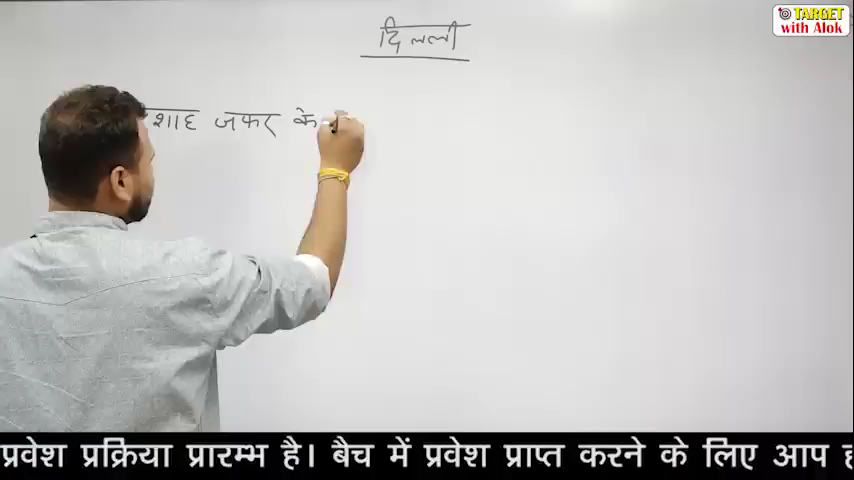 TARGET
with Alok
दिल्ली
शाह जफर के
प्रवेश प्रक्रिया प्रारम्भ है। बैच में प्रवेश प्राप्त करने के लिए आप